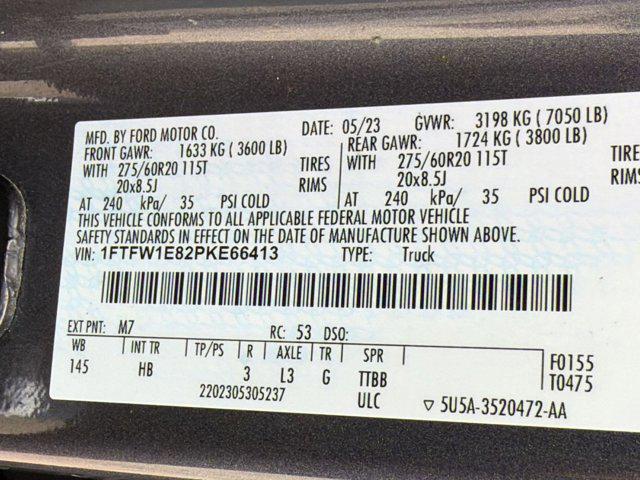 MFD. BY FORD MOTOR CO. DATE: 05/23 GVWR: 3198 KG ( 7050 LB)
FRONT GAWR: 1633 KG ( 3600 LB) REAR GAWR: 1724 KG ( 3800 LB)
WITH 275/60R20 115T TIRES WITH 275/60R20 115T TIRE
20x8.5J RIMS 20x8.5J RIM
AT 240 kPa/ 35 PSI COLD AT 240 kPa/ 35 PSI COLD
THIS VEHICLE CONFORMS TO ALL APPLICABLE FEDERAL MOTOR VEHICLE
SAFETY STANDARDS IN EFFECT ON THE DATE OF MANUFACTURE SHOWN ABOVE.
VIN: 1FTFW1E82PKE66413 TYPE: Truck
EXT PNT: M7 RC: 53 DSO:
WB INT TR TP/PS R AXLE TR SPR F0155
145 HB 3 L3 G TTBB T0475
2202305305237 ULC ▽ 5U5A-3520472-AA